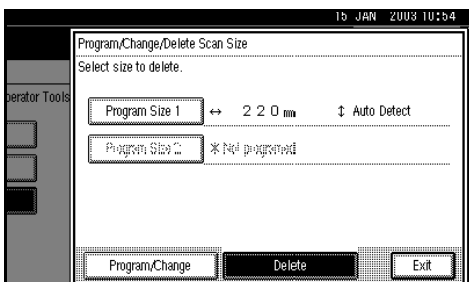 15 JAN 2003 10:54
Program/Change/Delete Scan Size
Select size to delete.
perator Tools
Program Size 1 ↔ 220 mm ↕ Auto Detect
Program Size 2 * Not programed
Program/Change Delete Exit